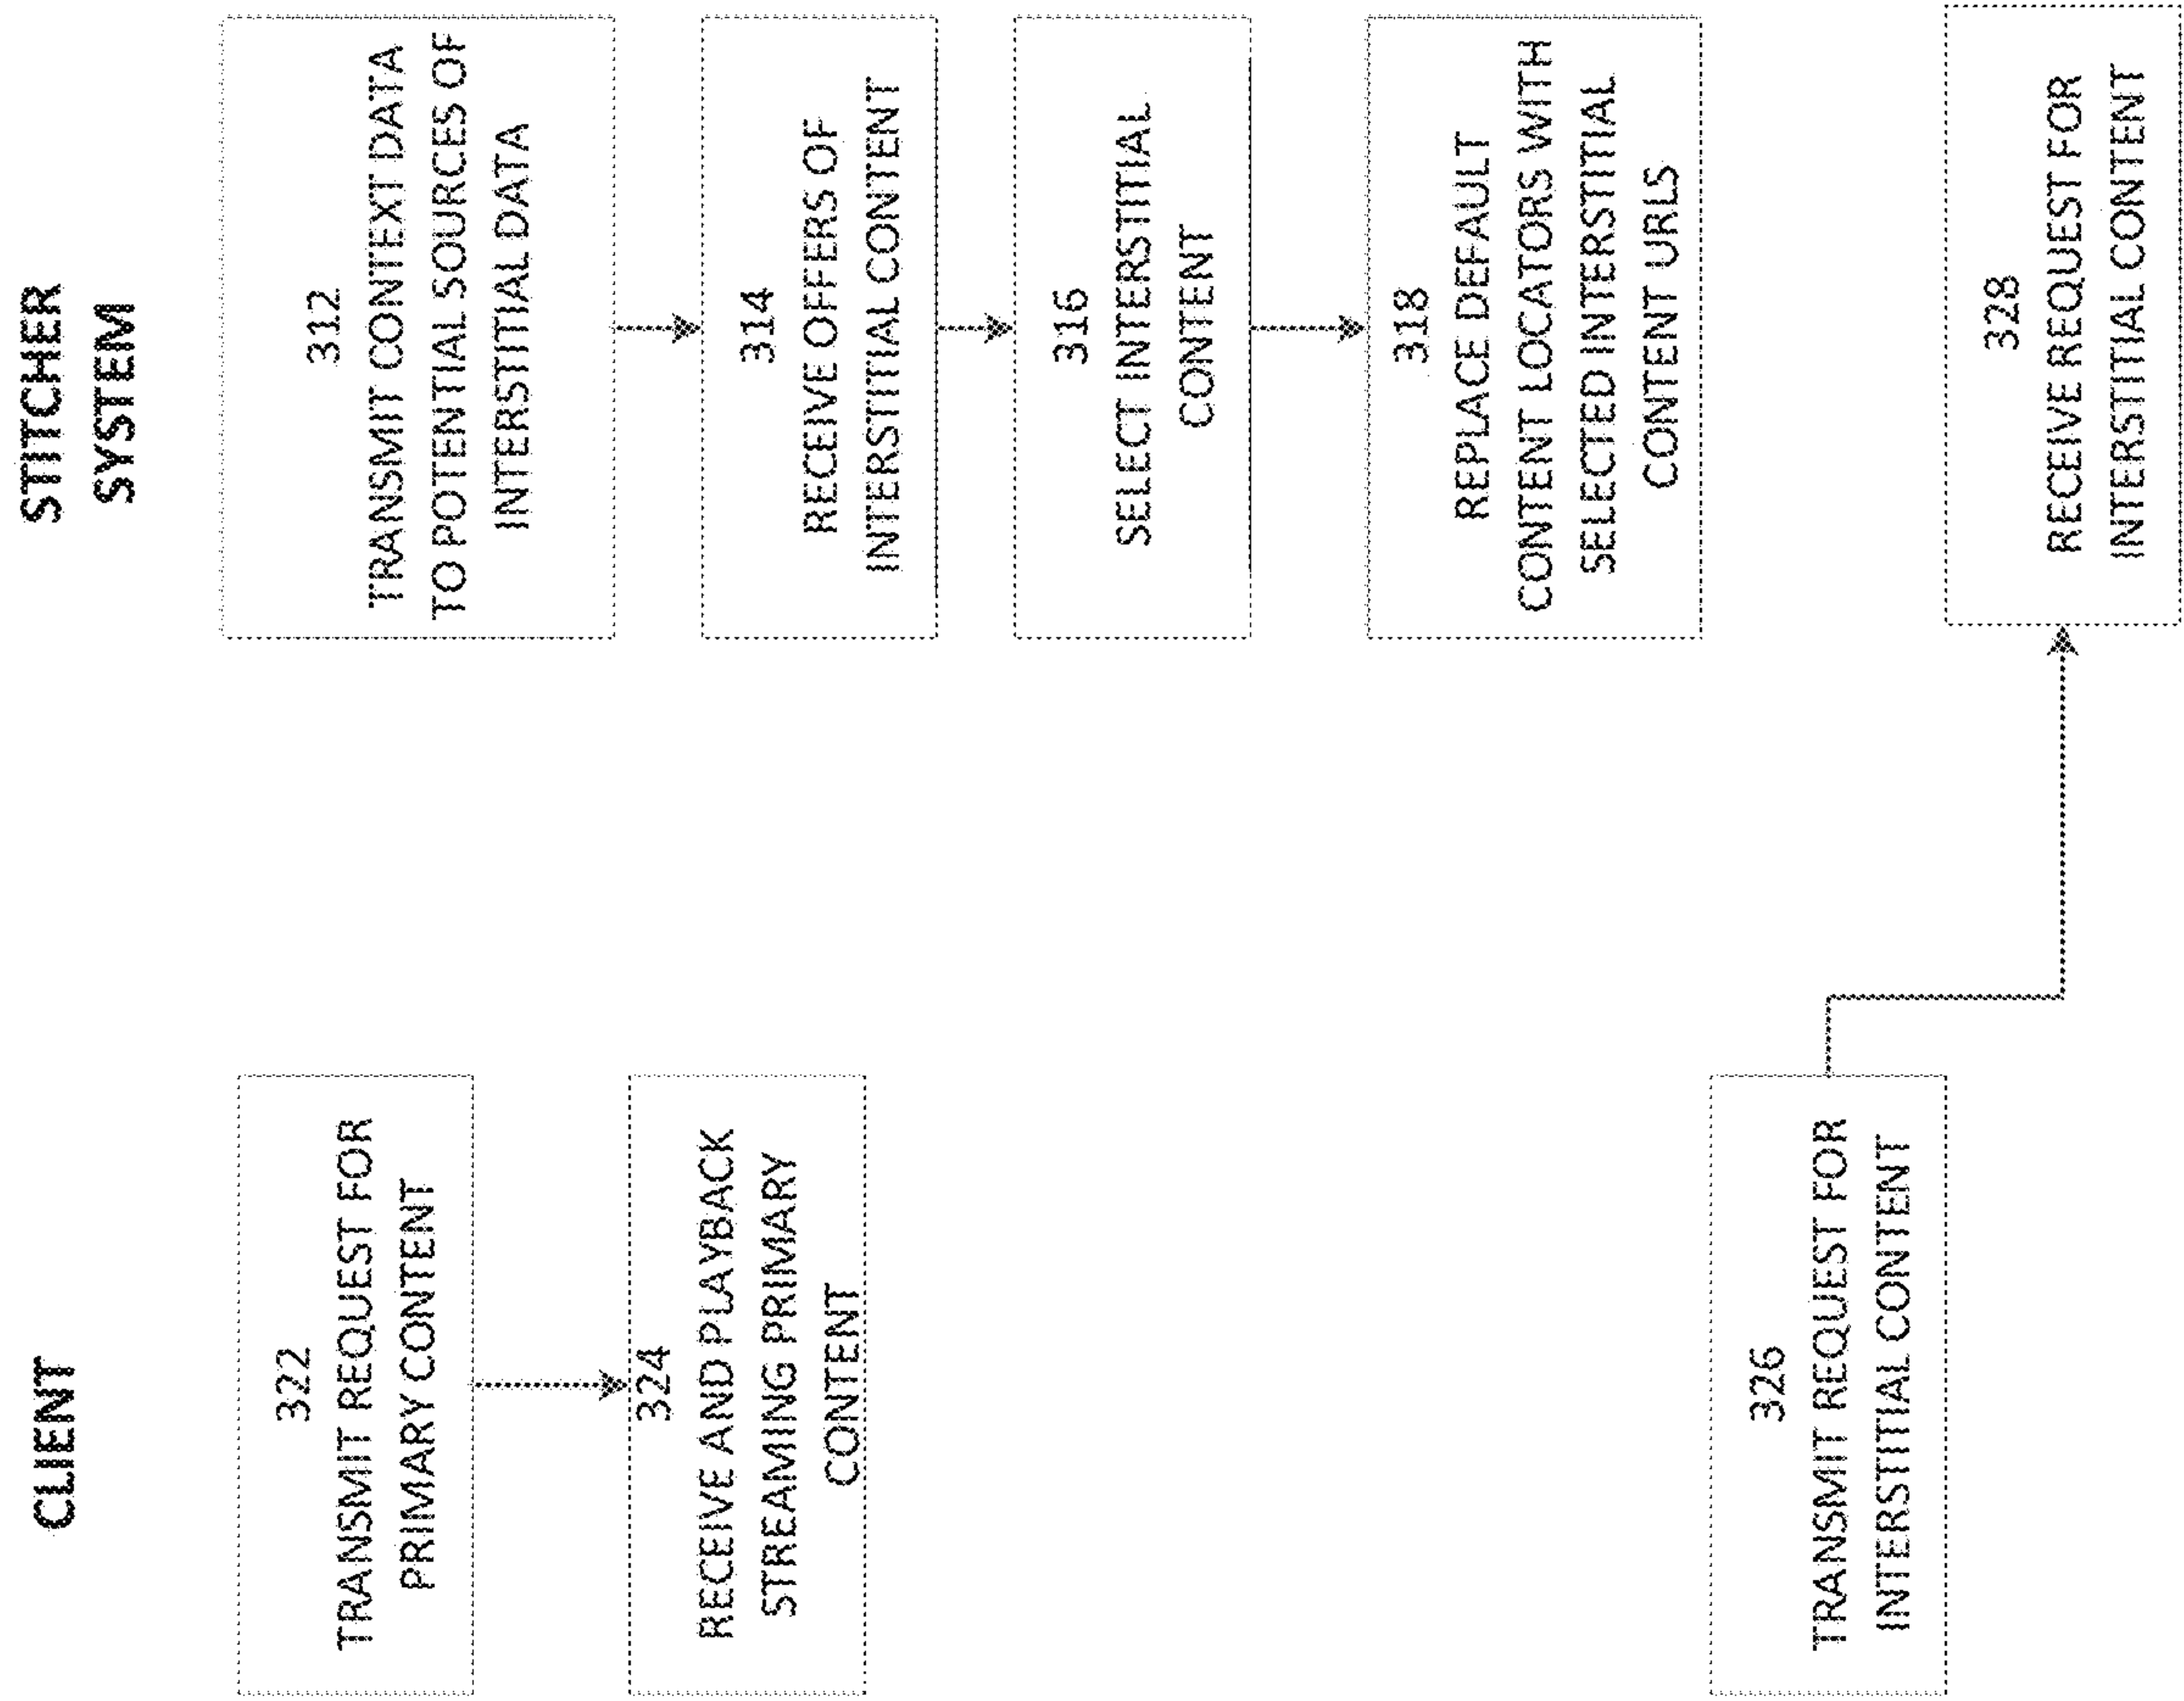 CLIENT
322
TRANSMIT REQUEST FOR
PRIMARY CONTENT
324
RECEIVE AND PLAYBACK
STREAMING PRIMARY
CONTENT
326
TRANSMIT REQUEST FOR
INTERSTITIAL CONTENT
STITCHER
SYSTEM
312
TRANSMIT CONTEXT DATA
TO POTENTIAL SOURCES OF
INTERSTITIAL DATA
314
RECEIVE OFFERS OF
INTERSTITIAL CONTENT
316
SELECT INTERSTITIAL
CONTENT
318
REPLACE DEFAULT
CONTENT LOCATORS WITH
SELECTED INTERSTITIAL
CONTENT URLS
328
RECEIVE REQUEST FOR
INTERSTITIAL CONTENT